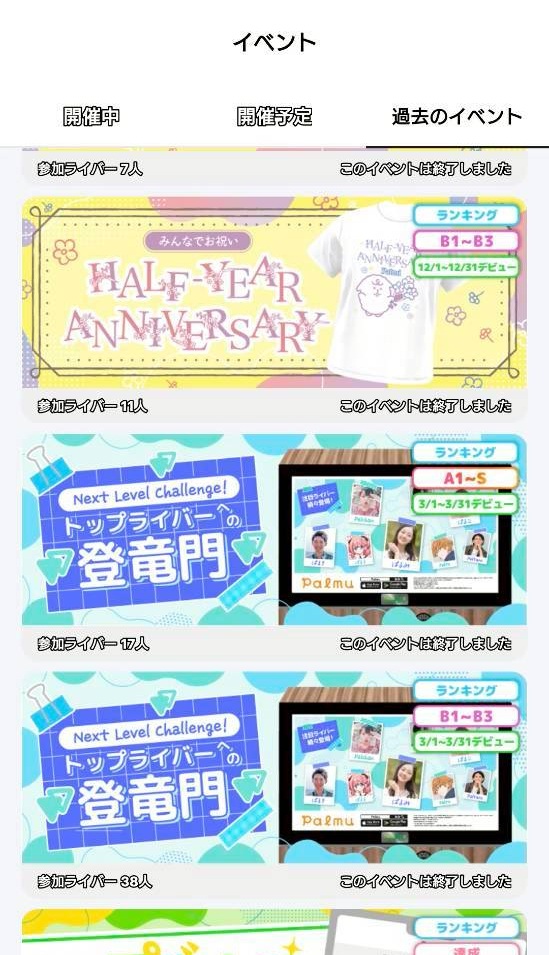 イベント
開催中
開催予定
過去のイベント
参加ライバー 7人
このイベントは終了しました
みんなでお祝い
HALF-YEAR
ANNIVERSARY
ランキング
B1~B3
12/1~12/31デビュー
参加ライバー 11人
このイベントは終了しました
Next Level Challenge!
トップライバーへの
登竜門
Palmu
ランキング
A1~S
3/1~3/31デビュー
参加ライバー 17人
このイベントは終了しました
Next Level Challenge!
トップライバーへの
登竜門
Palmu
ランキング
B1~B3
3/1~3/31デビュー
参加ライバー 38人
このイベントは終了しました
ランキング
達成